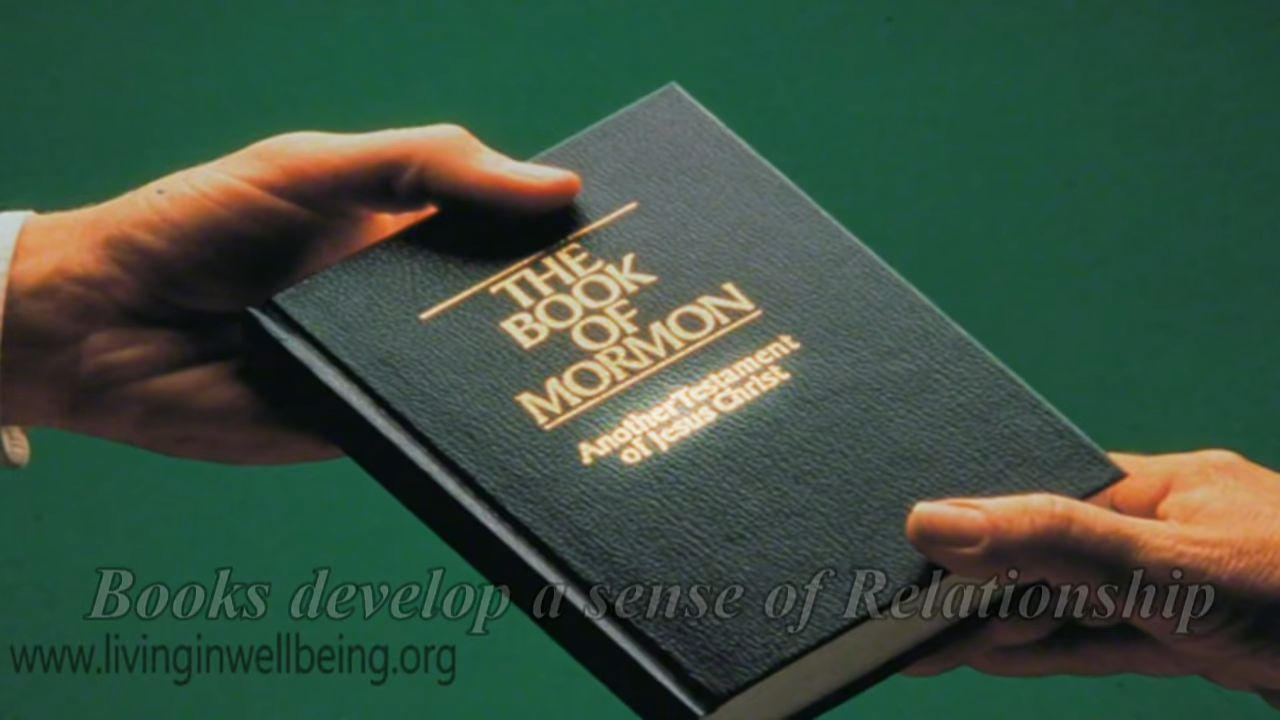 THE
BOOK
OF
MORMON
Another Testament
of Jesus Christ
Books develop a sense of Relationship
www.livinginwellbeing.org